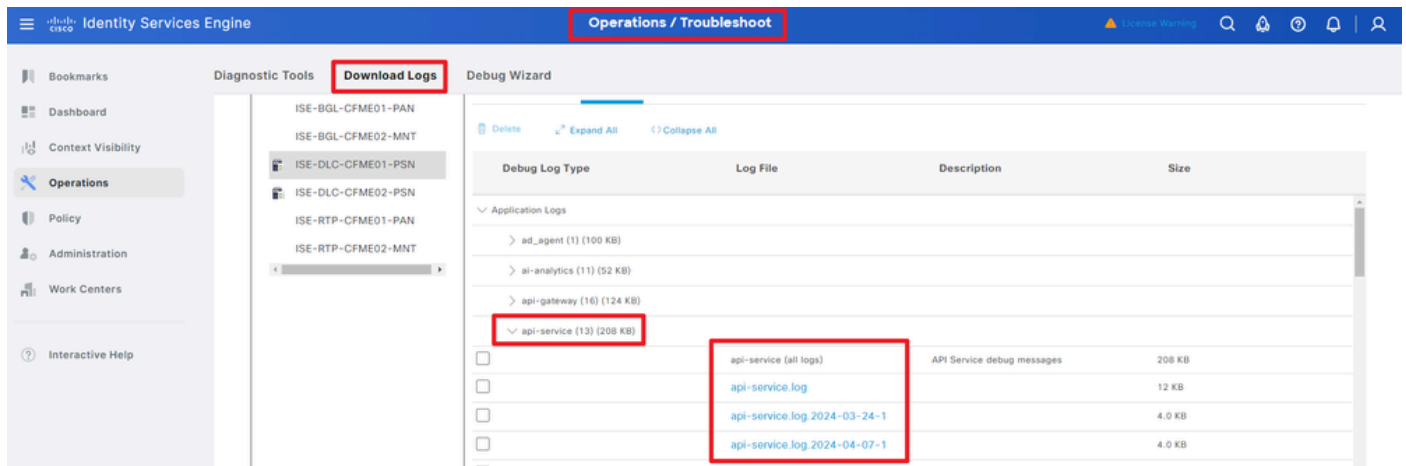 cisco Identity Services Engine
Operations / Troubleshoot
License Warning
Bookmarks
Dashboard
Context Visibility
Operations
Policy
Administration
Work Centers
Interactive Help
Diagnostic Tools Download Logs Debug Wizard
ISE-BGL-CFME01-PAN
ISE-BGL-CFME02-MNT
ISE-DLC-CFME01-PSN
ISE-DLC-CFME02-PSN
ISE-RTP-CFME01-PAN
ISE-RTP-CFME02-MNT
Delete Expand All Collapse All
Debug Log Type Log File Description Size
Application Logs
ad_agent (1) (100 KB)
ai-analytics (11) (52 KB)
api-gateway (16) (124 KB)
api-service (13) (208 KB)
api-service (all logs) API Service debug messages 208 KB
api-service.log 12 KB
api-service.log.2024-03-24-1 4.0 KB
api-service.log.2024-04-07-1 4.0 KB